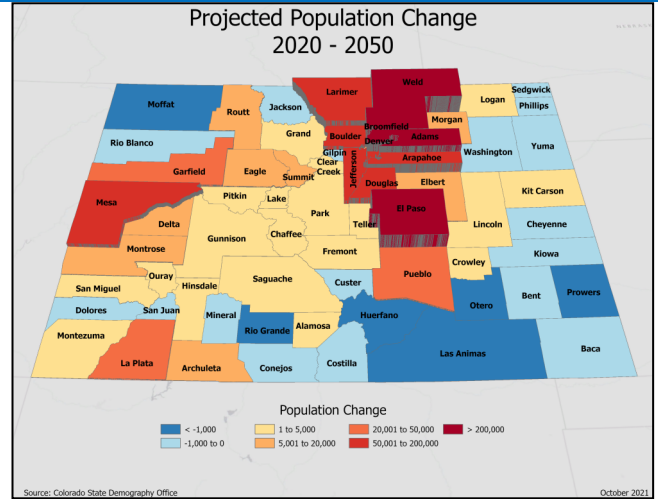 Projected Population Change
2020 - 2050
Moffat
Routt
Jackson
Larimer
Weld
Logan
Sedgwick
Phillips
Morgan
Grand
Boulder
Broomfield
Rio Blanco
Gilpin
Denver
Adams
Washington
Yuma
Garfield
Eagle
Summit
Clear
Creek
Jefferson
Arapahoe
Douglas
Elbert
Kit Carson
Mesa
Pitkin
Lake
Park
Teller
El Paso
Lincoln
Cheyenne
Delta
Gunnison
Chaffee
Montrose
Fremont
Kiowa
Ouray
Saguache
Pueblo
Crowley
San Miguel
Hinsdale
Custer
Otero
Bent
Prowers
Dolores
San Juan
Mineral
Huerfano
Rio Grande
Alamosa
Montezuma
La Plata
Archuleta
Conejos
Costilla
Las Animas
Baca
Population Change
< -1,000
1 to 5,000
20,001 to 50,000
> 200,000
-1,000 to 0
5,001 to 20,000
50,001 to 200,000
Source: Colorado State Demography Office
October 2021